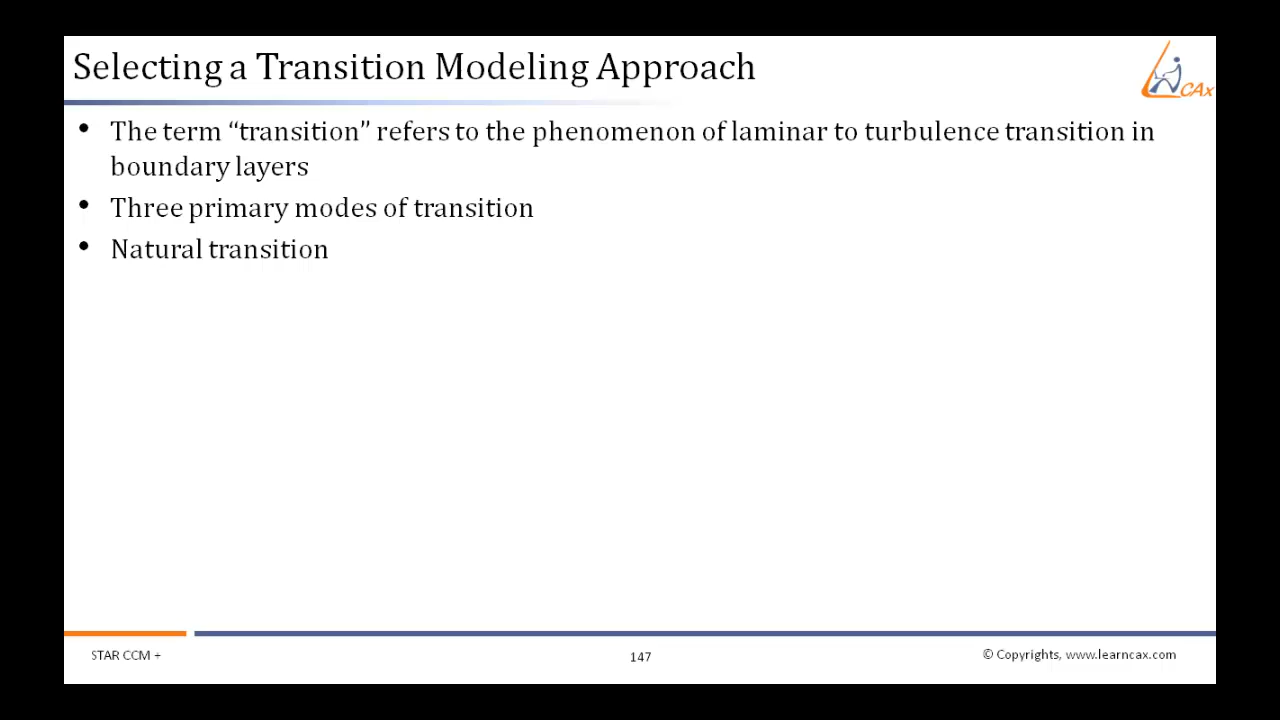 Selecting a Transition Modeling Approach
CAx
• The term “transition” refers to the phenomenon of laminar to turbulence transition in
boundary layers
• Three primary modes of transition
• Natural transition
STAR CCM +
147
© Copyrights, www.learncax.com